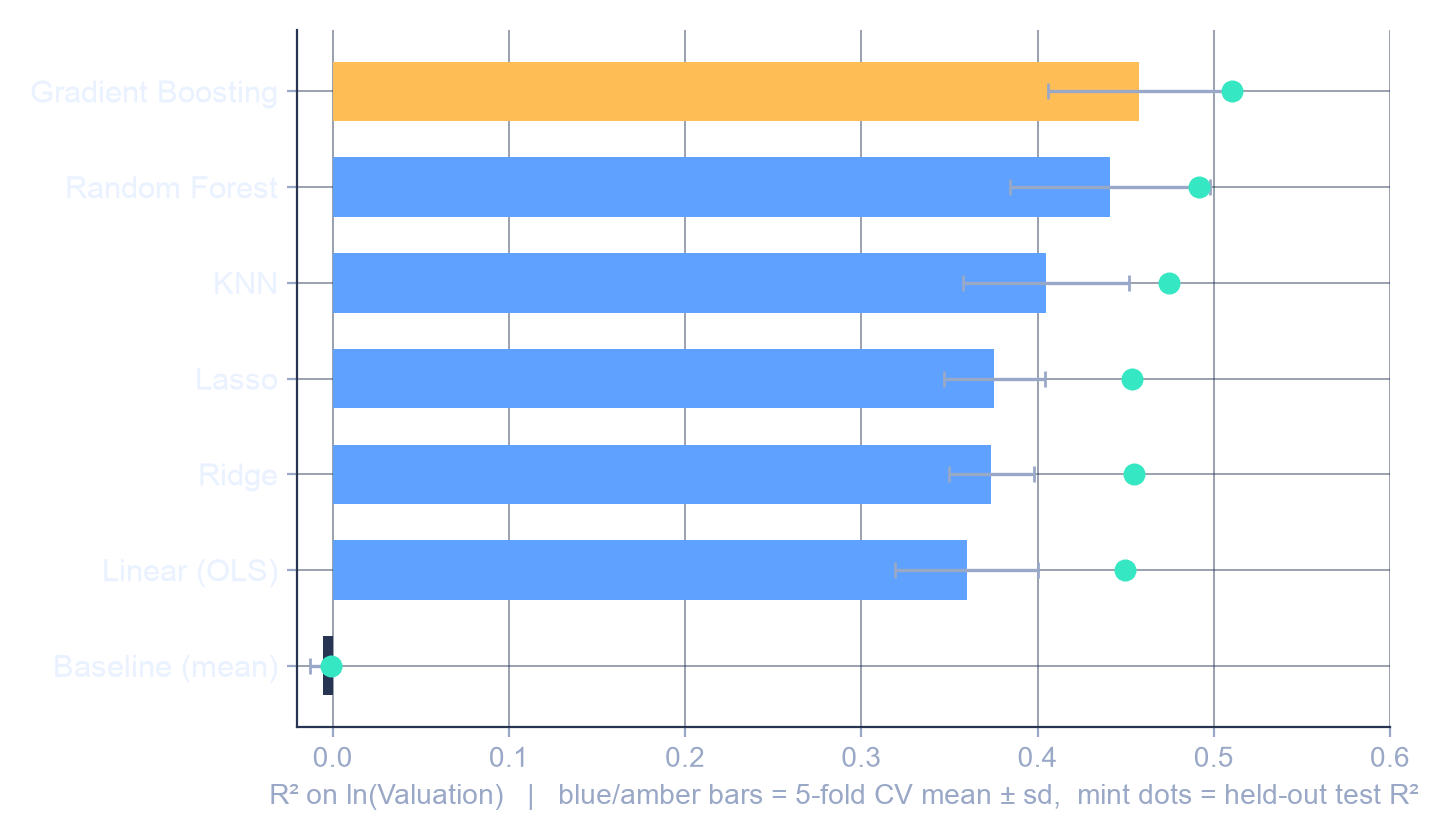 Gradient Boosting
Random Forest
KNN
Lasso
Ridge
Linear (OLS)
Baseline (mean)
0.0 0.1 0.2 0.3 0.4 0.5 0.6
R² on ln(Valuation) | blue/amber bars = 5-fold CV mean ± sd, mint dots = held-out test R²